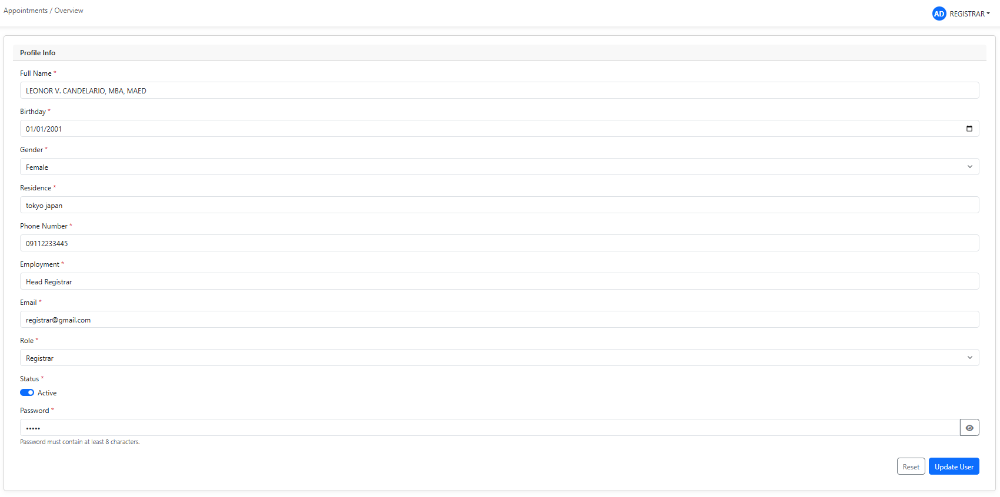 Appointments / Overview
AD REGISTRAR
Profile Info
Full Name *
LEONOR V. CANDELARIO, MBA, MAED
Birthday *
01/01/2001
Gender *
Female
Residence *
tokyo japan
Phone Number *
09112233445
Employment *
Head Registrar
Email *
registrar@gmail.com
Role *
Registrar
Status *
Active
Password *
•••••
Password must contain at least 8 characters.
Reset Update User